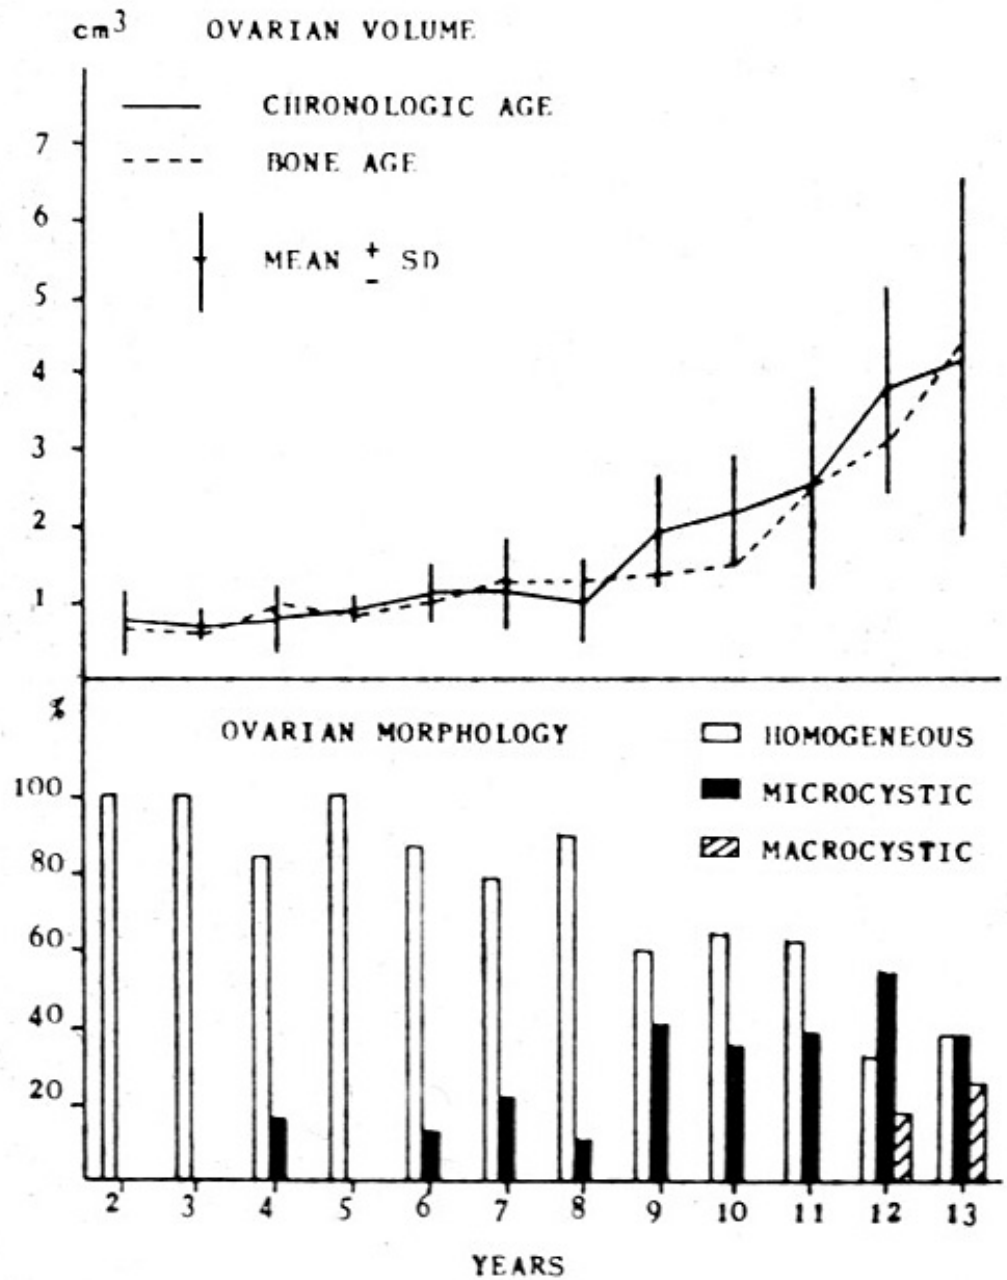 cm³ OVARIAN VOLUME
CHRONOLOGIC AGE
7
BONE AGE
6
MEAN + - SD
5
4
3
2
1
%
OVARIAN MORPHOLOGY
HOMOGENEOUS
100
MICROCYSTIC
MACROCYSTIC
80
60
40
20
2 3 4 5 6 7 8 9 10 11 12 13
YEARS